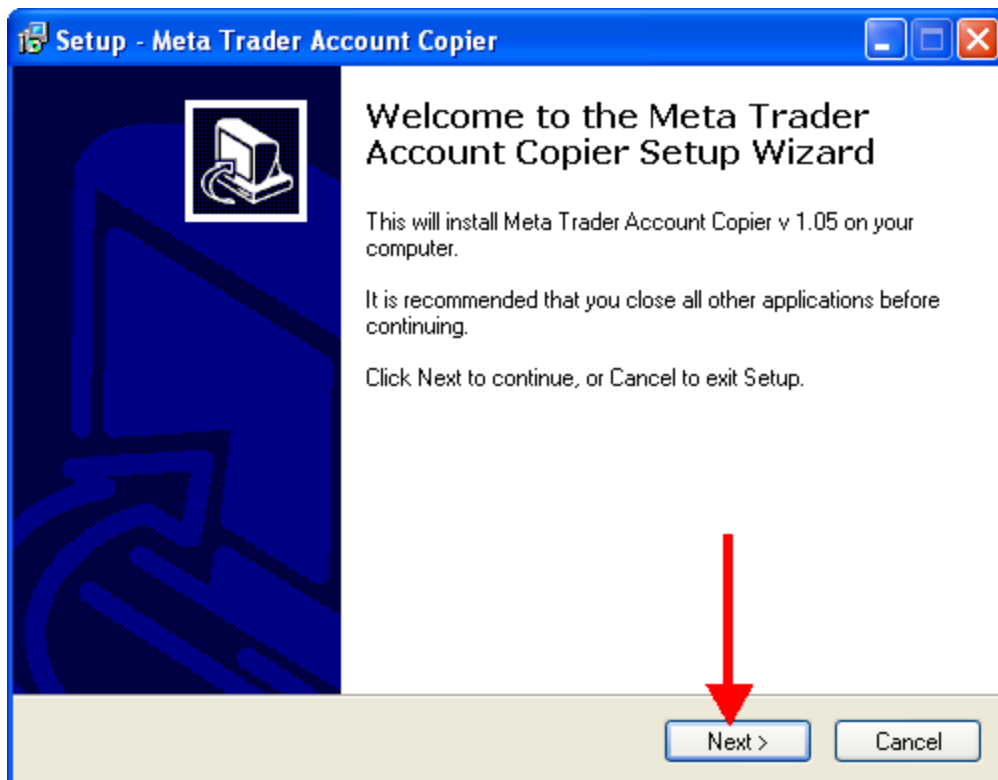 Setup - Meta Trader Account Copier
Welcome to the Meta Trader
Account Copier Setup Wizard
This will install Meta Trader Account Copier v 1.05 on your
computer.
It is recommended that you close all other applications before
continuing.
Click Next to continue, or Cancel to exit Setup.
Next >
Cancel